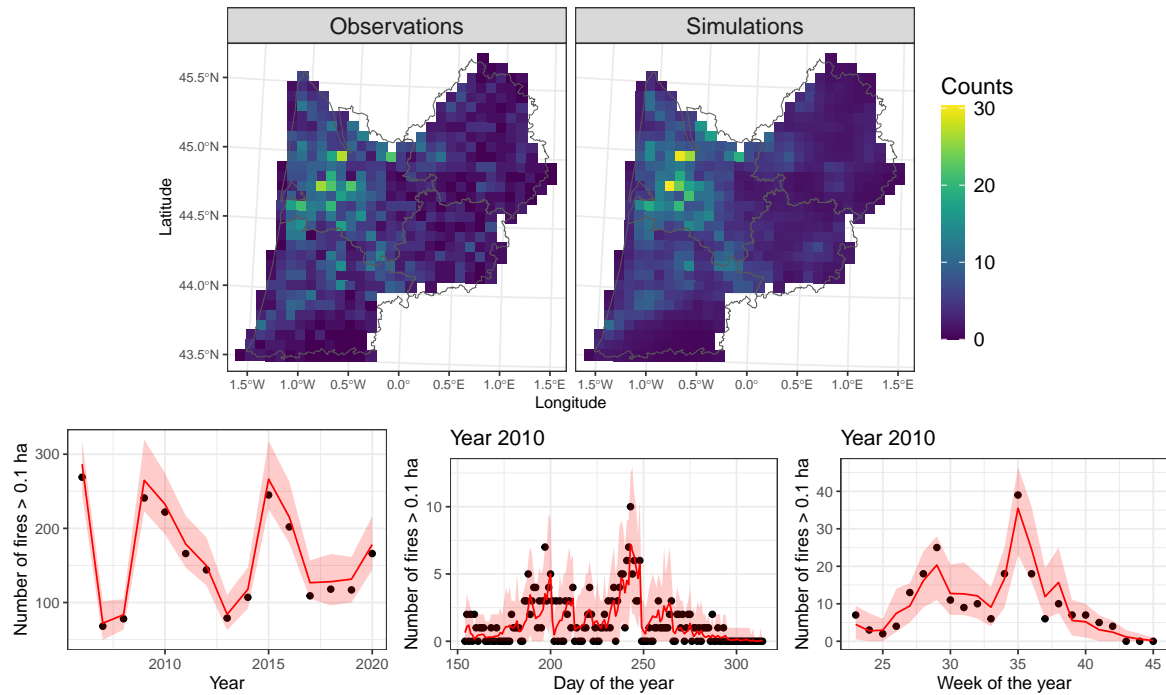 Observations
Simulations
45.5°N
45.0°N
44.5°N
44.0°N
43.5°N
Latitude
1.5°W 1.0°W 0.5°W 0.0° 0.5°E 1.0°E 1.5°E
1.5°W 1.0°W 0.5°W 0.0° 0.5°E 1.0°E 1.5°E
Longitude
Counts
30
20
10
0
Number of fires > 0.1 ha
300
200
100
2010 2015 2020
Year
Year 2010
Number of fires > 0.1 ha
10
5
0
150 200 250 300
Day of the year
Year 2010
Number of fires > 0.1 ha
40
30
20
10
0
25 30 35 40 45
Week of the year